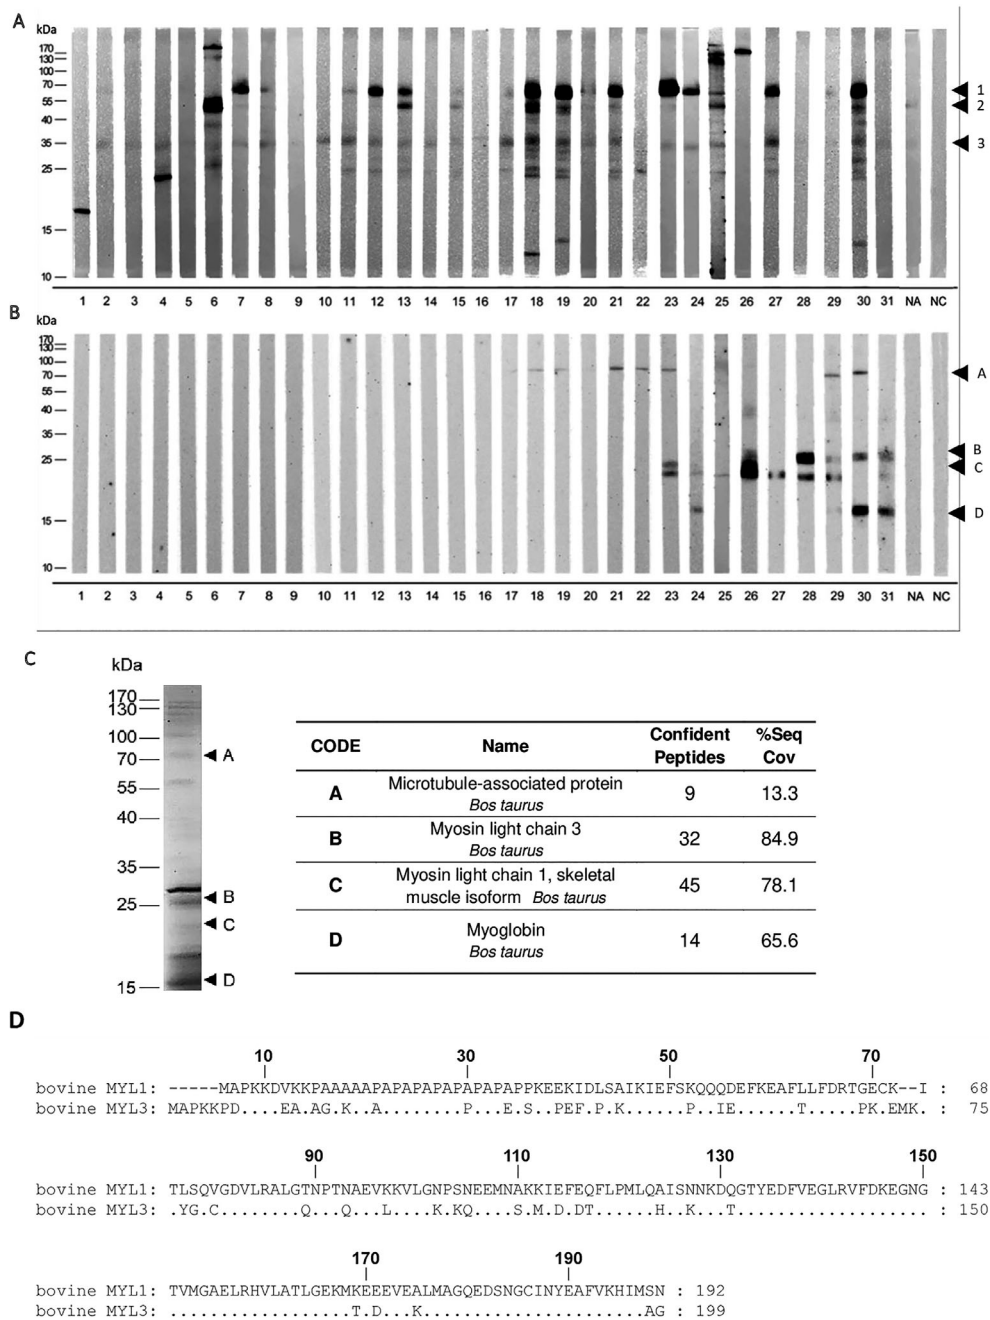 A
kDa
170
130
100
70
55
40
35
25
15
10
1
2
3
1 2 3 4 5 6 7 8 9 10 11 12 13 14 15 16 17 18 19 20 21 22 23 24 25 26 27 28 29 30 31 NA NC
B
kDa
170
130
100
70
55
40
35
25
15
10
A
B
C
D
1 2 3 4 5 6 7 8 9 10 11 12 13 14 15 16 17 18 19 20 21 22 23 24 25 26 27 28 29 30 31 NA NC
C
kDa
170
130
100
70
55
40
35
25
15
A
B
C
D
CODE Name Confident Peptides %Seq Cov
A Microtubule-associated protein 9 13.3
Bos taurus
B Myosin light chain 3 32 84.9
Bos taurus
C Myosin light chain 1, skeletal 45 78.1
muscle isoform Bos taurus
D Myoglobin 14 65.6
Bos taurus
D
10 30 50 70
bovine MYL1: -----MAPKKDVKKPAAAAAPAPAPAPAPAPAPAPPKEEKIDLSAIKIEFSKQQQDEFKEAFLLFDRTGECK--I : 68
bovine MYL3: MAPKKPD....EA.AG.K..A........P...E.S..PEF.P.K......P..IE......T.....PK.EMK. : 75
90 110 130 150
bovine MYL1: TLSQVGDVLRALGTNPTNAEVKKVLGNPSNEEMNAKKIEFEQFLPMLQAISNNKDQGTYEDFVEGLRVFDKEGNG : 143
bovine MYL3: .YG.C........Q...Q...L....K.KQ....S.M.D.DT......H..K...T................... : 150
170 190
bovine MYL1: TVMGAELRHVLATLGEKMKEEEVEALMAGQEDSNGCINYEAFVKHIMSN : 192
bovine MYL3: ..................T.D...K......................AG : 199